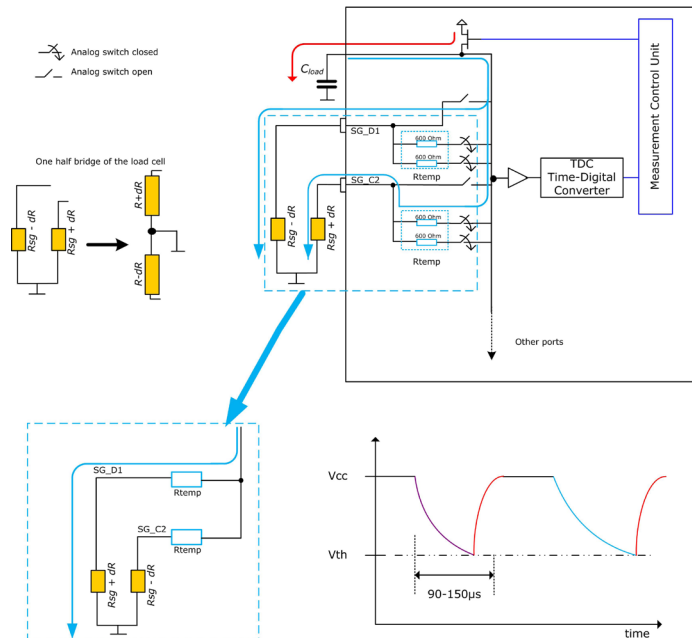 Analog switch closed
Analog switch open
Cload
Measurement Control Unit
SG_D1
600 Ohm
600 Ohm
Rtemp
One half bridge of the load cell
SG_C2
TDC
Time-Digital
Converter
R+dR
R-dR
Rsg - dR
Rsg + dR
Rsg - dR
Rsg + dR
600 Ohm
600 Ohm
Rtemp
Other ports
SG_D1
Rtemp
SG_C2
Rtemp
Rsg + dR
Rsg - dR
Vcc
Vth
90-150µs
time